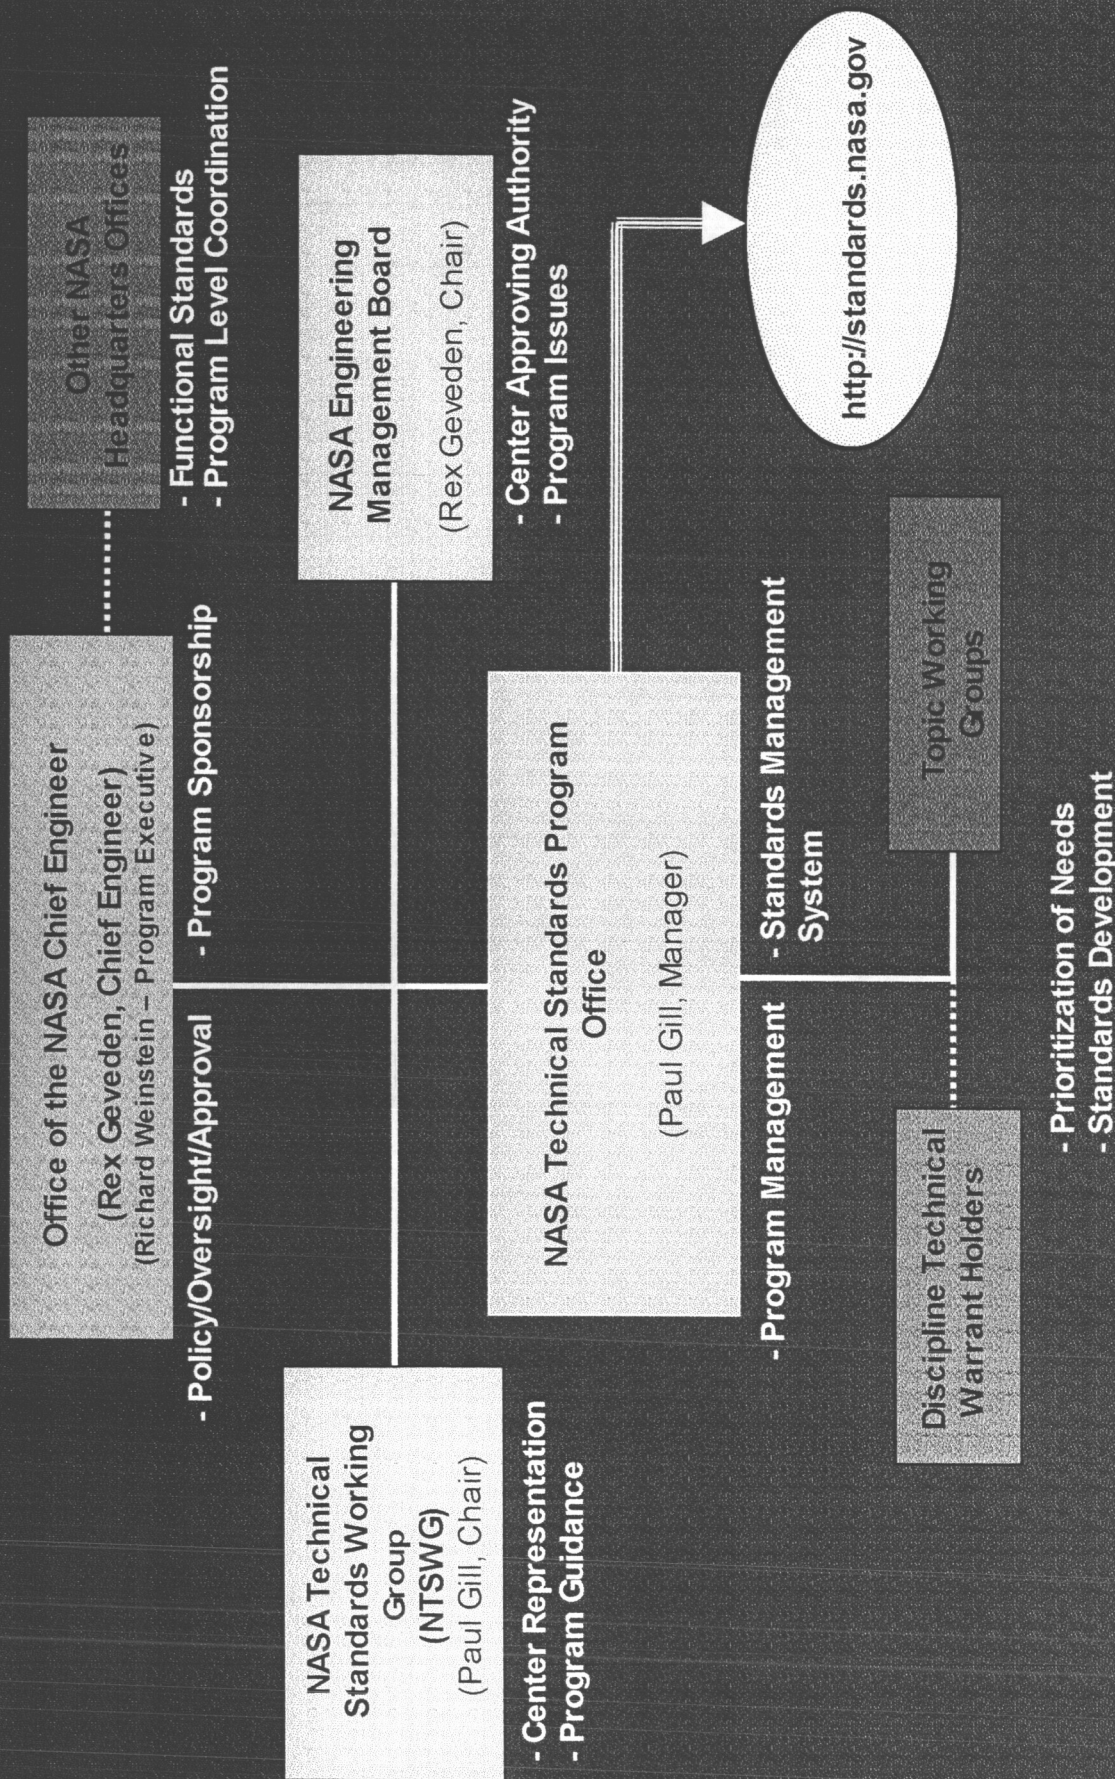 Office of the NASA Chief Engineer
(Rex Geveden, Chief Engineer)
(Richard Weinstein – Program Executive)
Other NASA
Headquarters Offices
- Policy/Oversight/Approval
- Program Sponsorship
- Functional Standards
- Program Level Coordination
NASA Technical
Standards Working
Group
(NTSWG)
(Paul Gill, Chair)
NASA Engineering
Management Board
(Rex Geveden, Chair)
- Center Representation
- Program Guidance
- Center Approving Authority
- Program Issues
NASA Technical Standards Program
Office
(Paul Gill, Manager)
- Program Management
- Standards Management
System
http://standards.nasa.gov
Discipline Technical
Warrant Holders
Topic Working
Groups
- Prioritization of Needs
- Standards Development